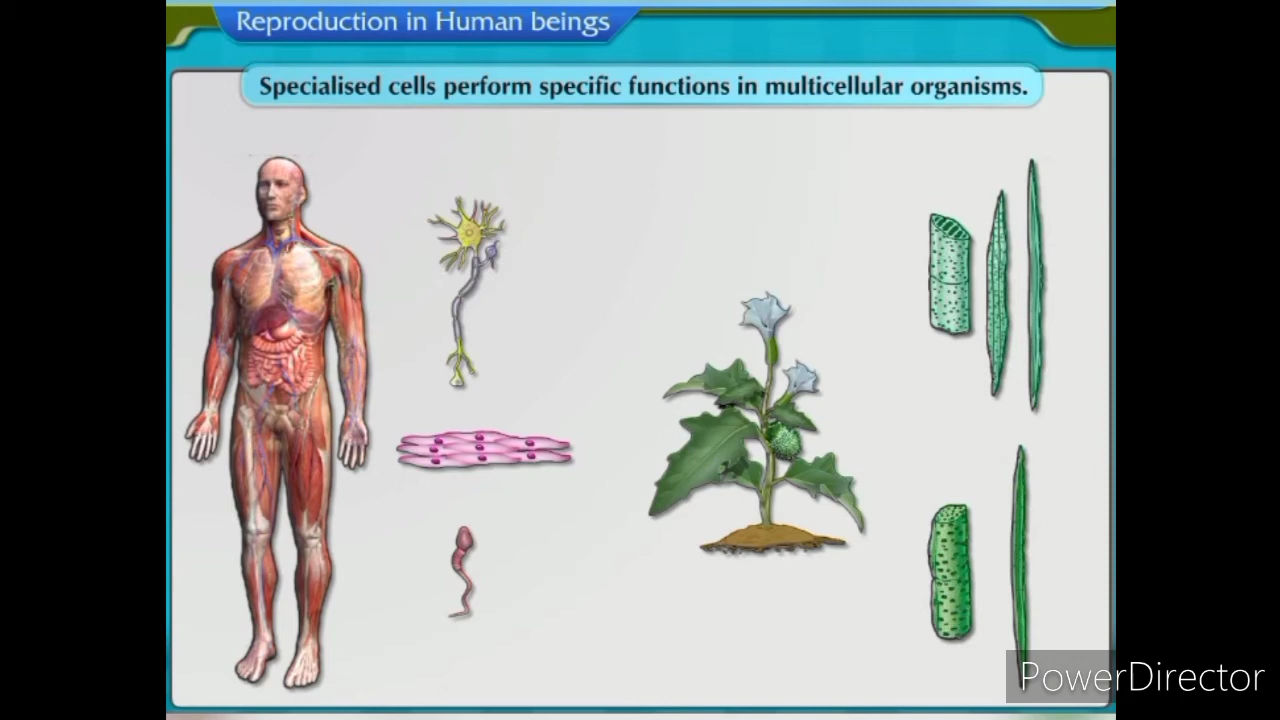 Reproduction in Human beings
Specialised cells perform specific functions in multicellular organisms.
PowerDirector